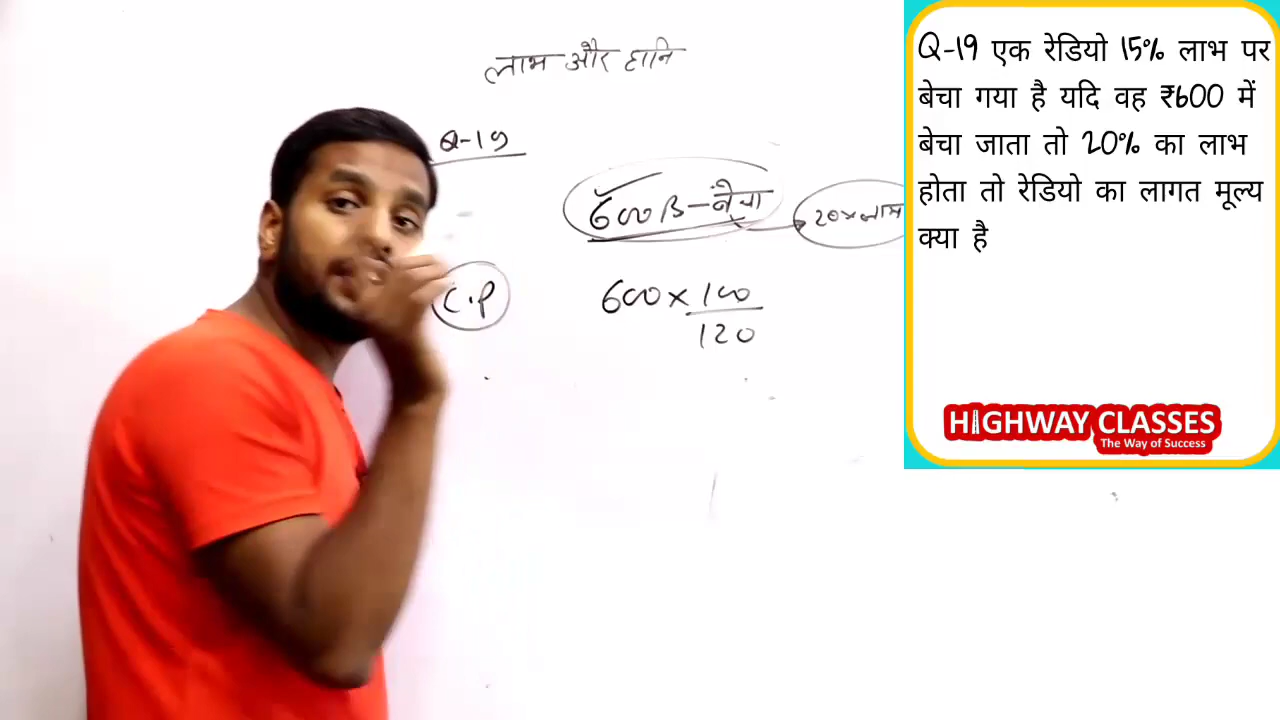 लाभ और हानि
Q-19
600 रु - बेचा
20% लाभ
C.P
600 × 100
120
Q-19 एक रेडियो 15% लाभ पर
बेचा गया है यदि वह ₹600 में
बेचा जाता तो 20% का लाभ
होता तो रेडियो का लागत मूल्य
क्या है
HIGHWAY CLASSES
The Way of Success